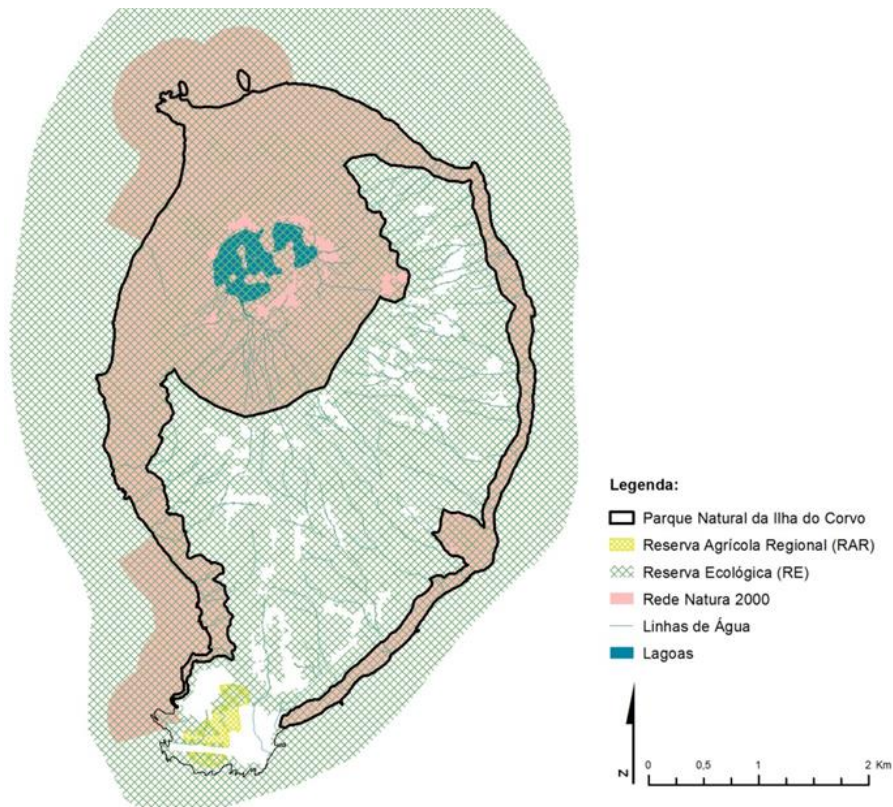 Legenda:
Parque Natural da Ilha do Corvo
Reserva Agrícola Regional (RAR)
Reserva Ecológica (RE)
Rede Natura 2000
Linhas de Água
Lagoas
N
0 0,5 1 2 Km